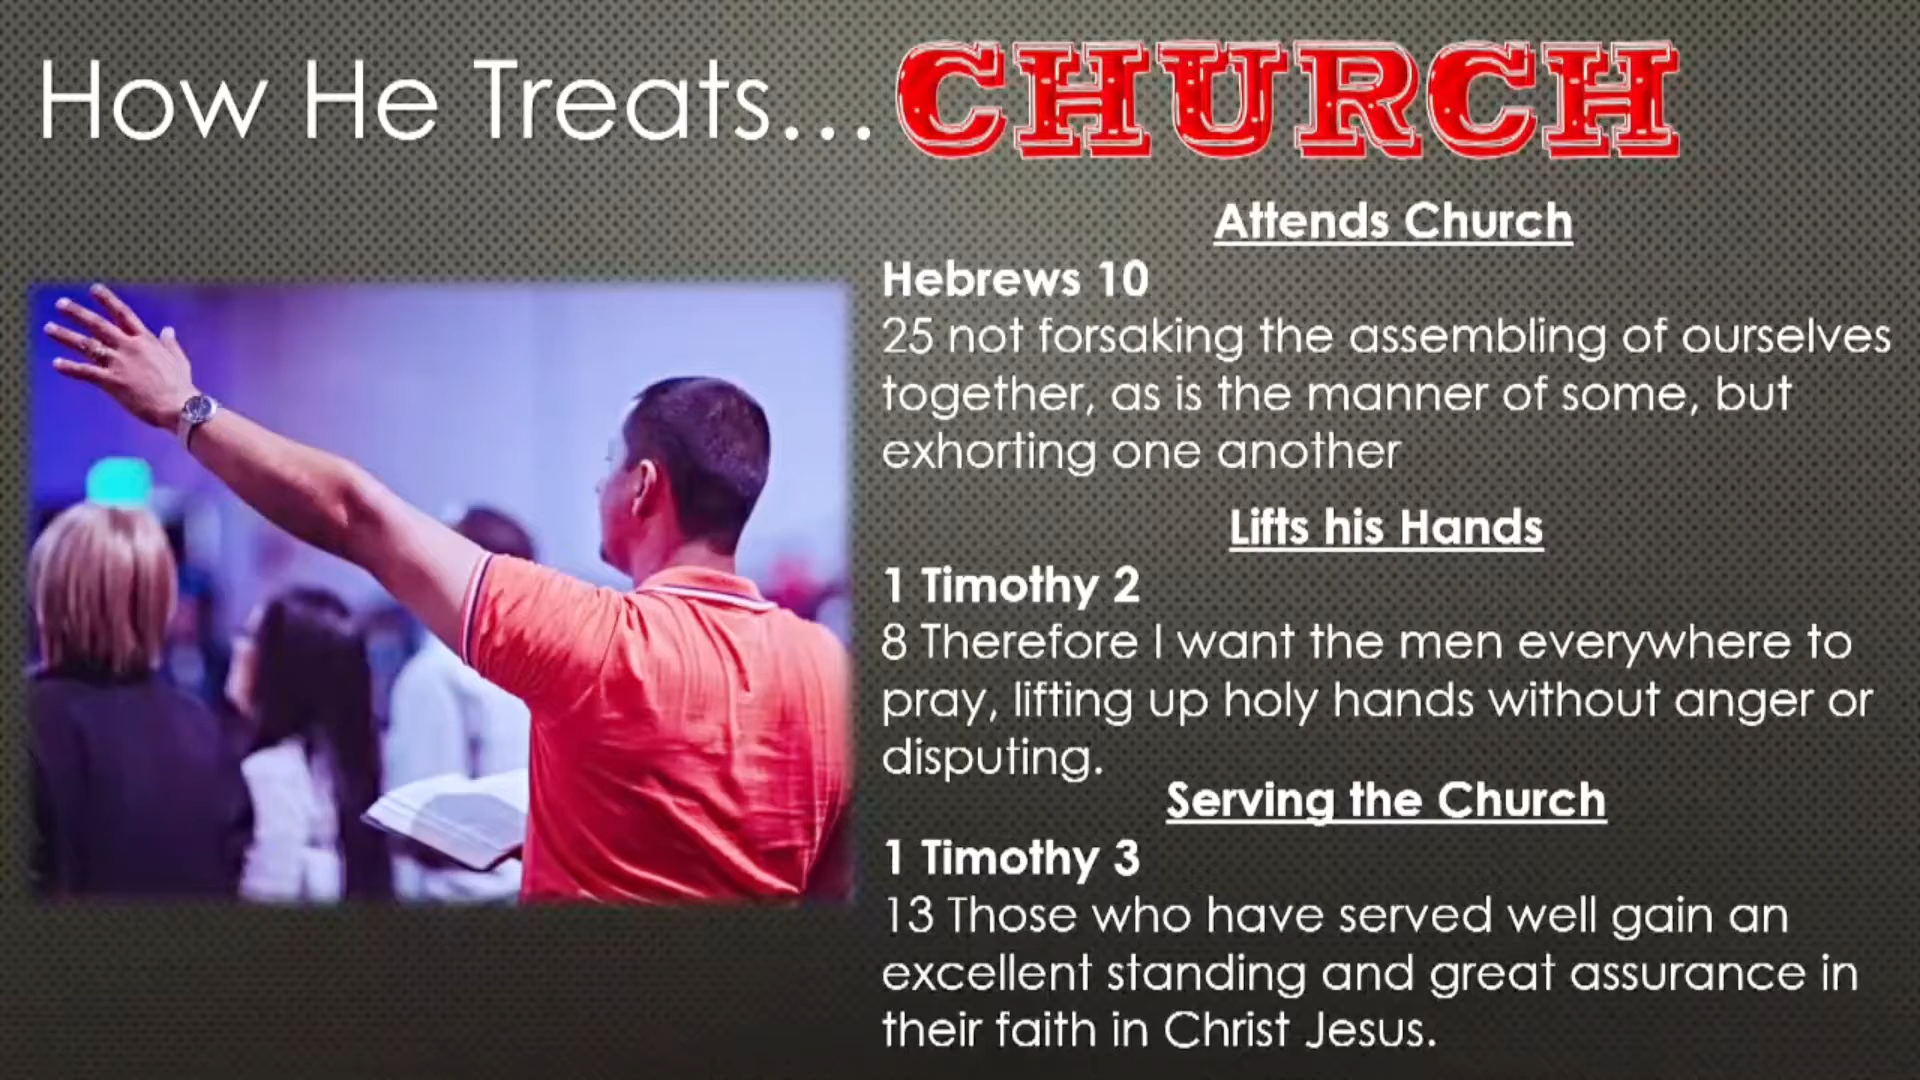 How He Treats... CHURCH
Attends Church
Hebrews 10
25 not forsaking the assembling of ourselves
together, as is the manner of some, but
exhorting one another
Lifts his Hands
1 Timothy 2
8 Therefore I want the men everywhere to
pray, lifting up holy hands without anger or
disputing.
Serving the Church
1 Timothy 3
13 Those who have served well gain an
excellent standing and great assurance in
their faith in Christ Jesus.